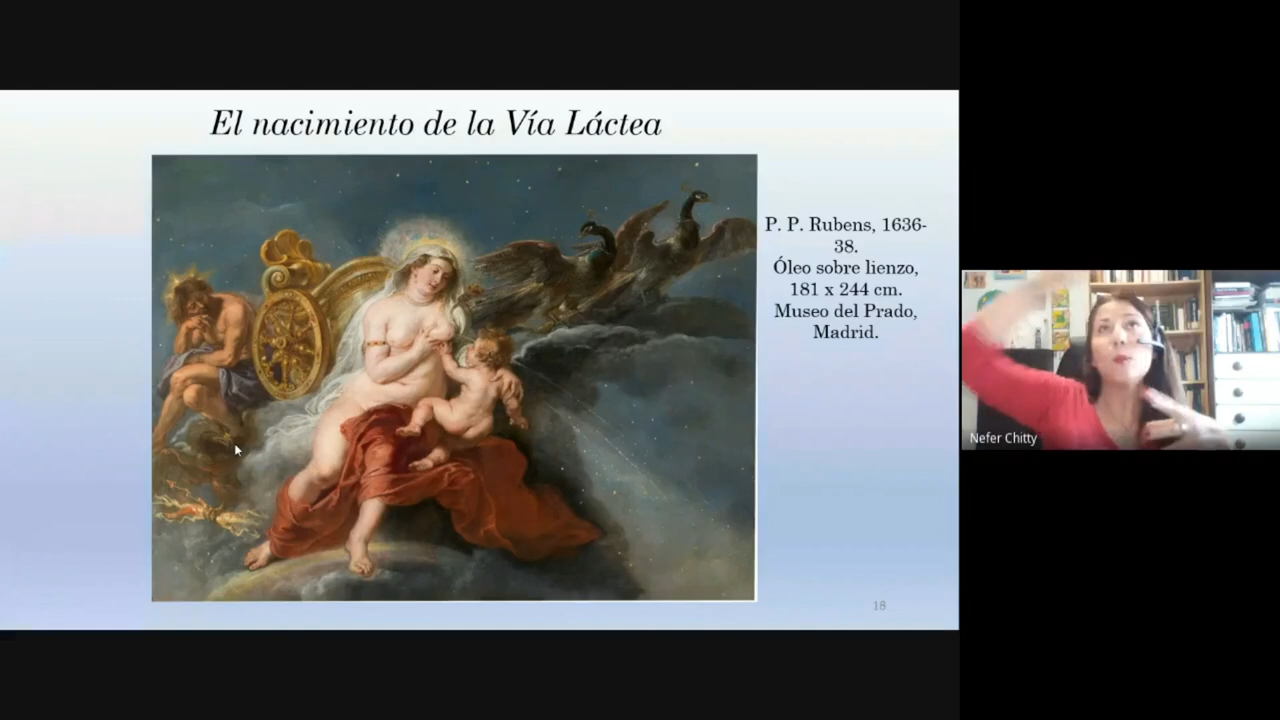 El nacimiento de la Vía Láctea
P. P. Rubens, 1636-
38.
Óleo sobre lienzo,
181 x 244 cm.
Museo del Prado,
Madrid.
18
Nefer Chitty